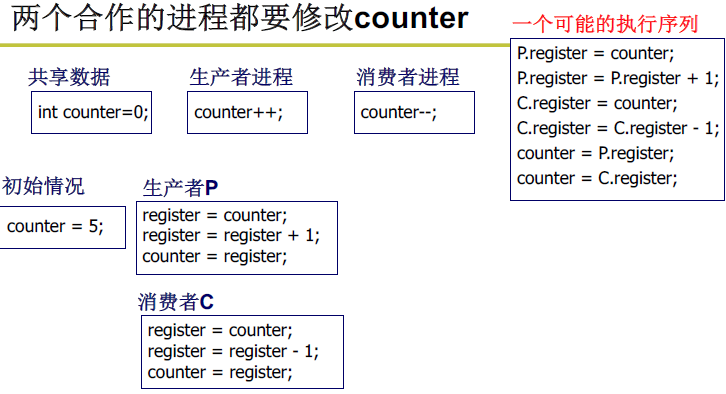 两个合作的进程都要修改counter
一个可能的执行序列
P.register = counter;
P.register = P.register + 1;
C.register = counter;
C.register = C.register - 1;
counter = P.register;
counter = C.register;
共享数据
int counter=0;
生产者进程
counter++;
消费者进程
counter--;
初始情况
counter = 5;
生产者P
register = counter;
register = register + 1;
counter = register;
消费者C
register = counter;
register = register - 1;
counter = register;